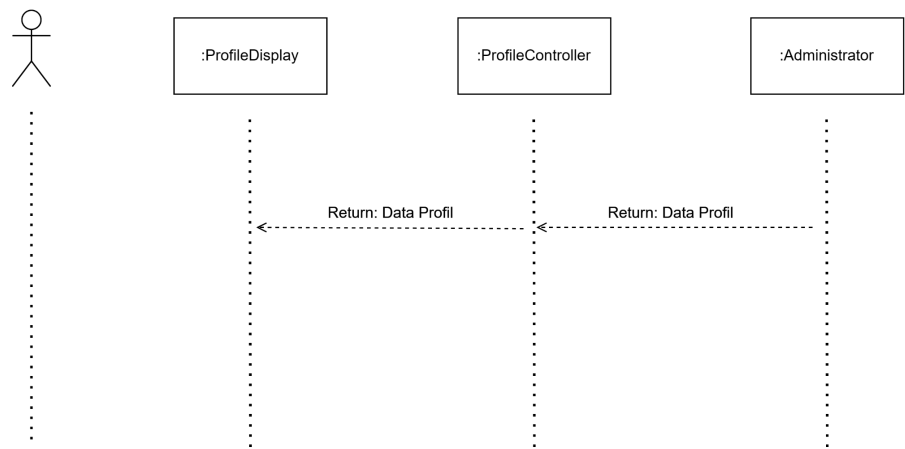 :ProfileDisplay
:ProfileController
:Administrator
Return: Data Profil
Return: Data Profil